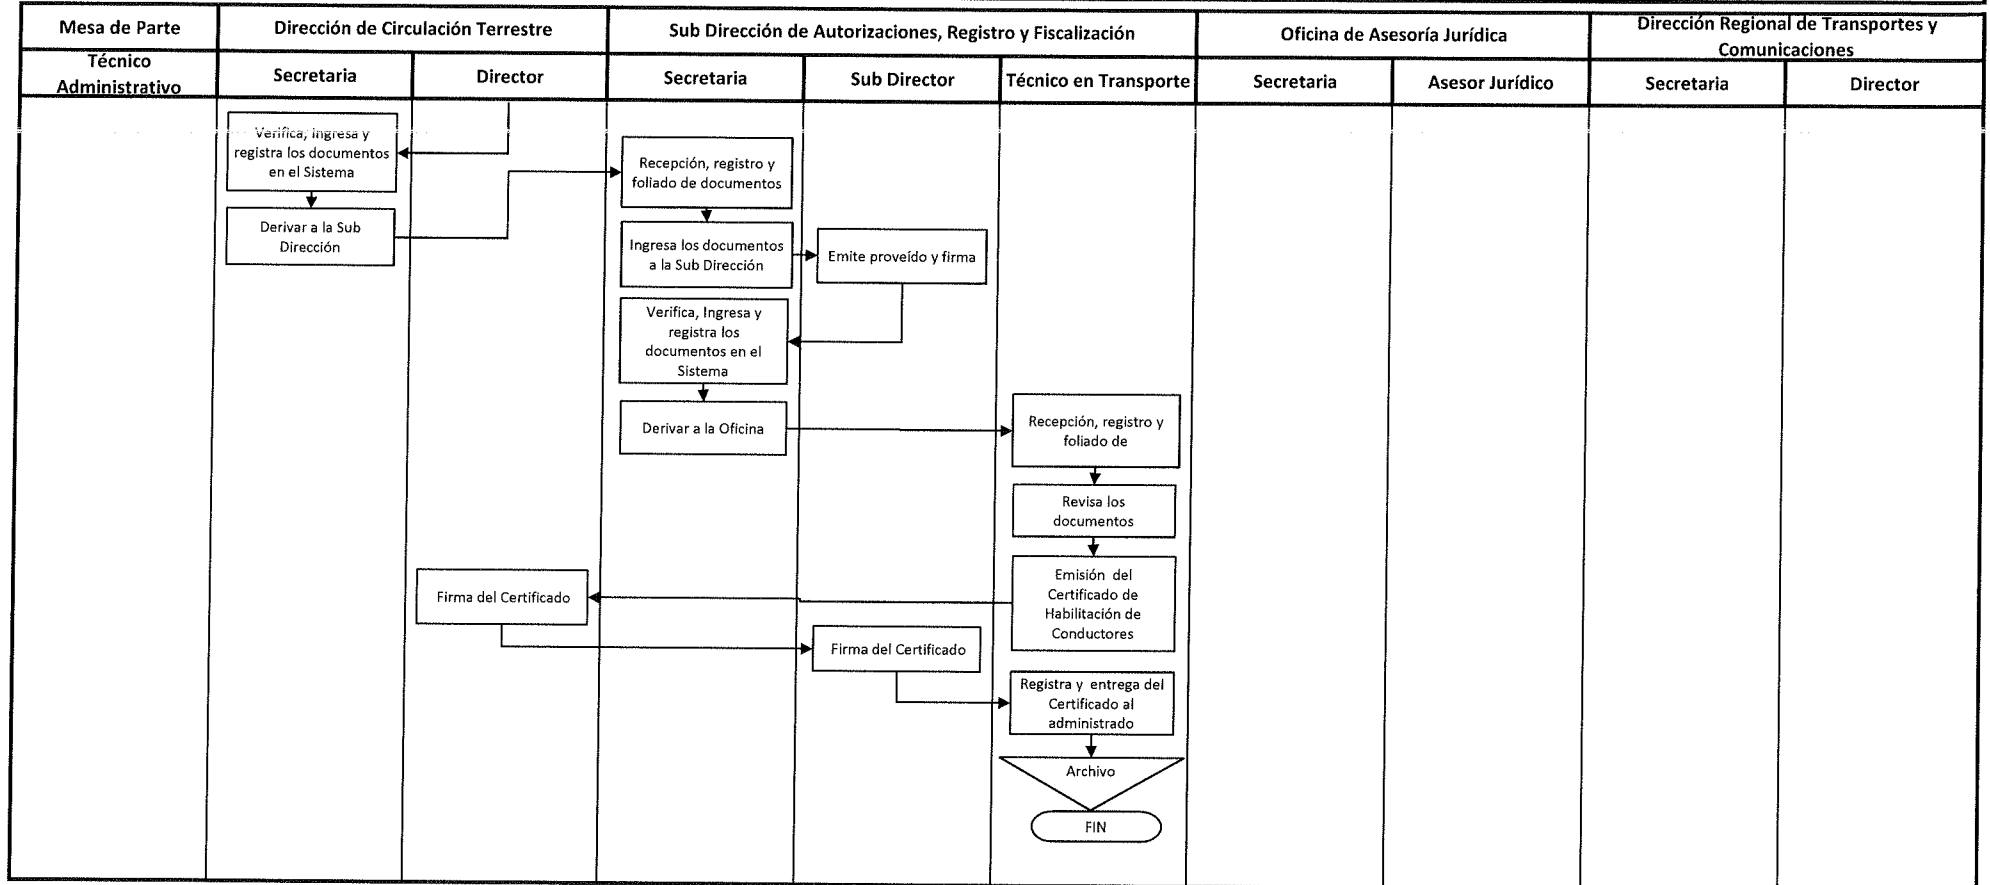 Mesa de Parte
Dirección de Circulación Terrestre
Sub Dirección de Autorizaciones, Registro y Fiscalización
Oficina de Asesoría Jurídica
Dirección Regional de Transportes y
Comunicaciones
Técnico
Administrativo
Secretaria
Director
Secretaria
Sub Director
Técnico en Transporte
Secretaria
Asesor Jurídico
Secretaria
Director
Verifica, Ingresa y
registra los documentos
en el Sistema
Derivar a la Sub
Dirección
Recepción, registro y
foliado de documentos
Ingresa los documentos
a la Sub Dirección
Emite proveído y firma
Verifica, Ingresa y
registra los
documentos en el
Sistema
Derivar a la Oficina
Recepción, registro y
foliado de
Revisa los
documentos
Emisión del
Certificado de
Habilitación de
Conductores
Firma del Certificado
Firma del Certificado
Registra y entrega del
Certificado al
administrado
Archivo
FIN